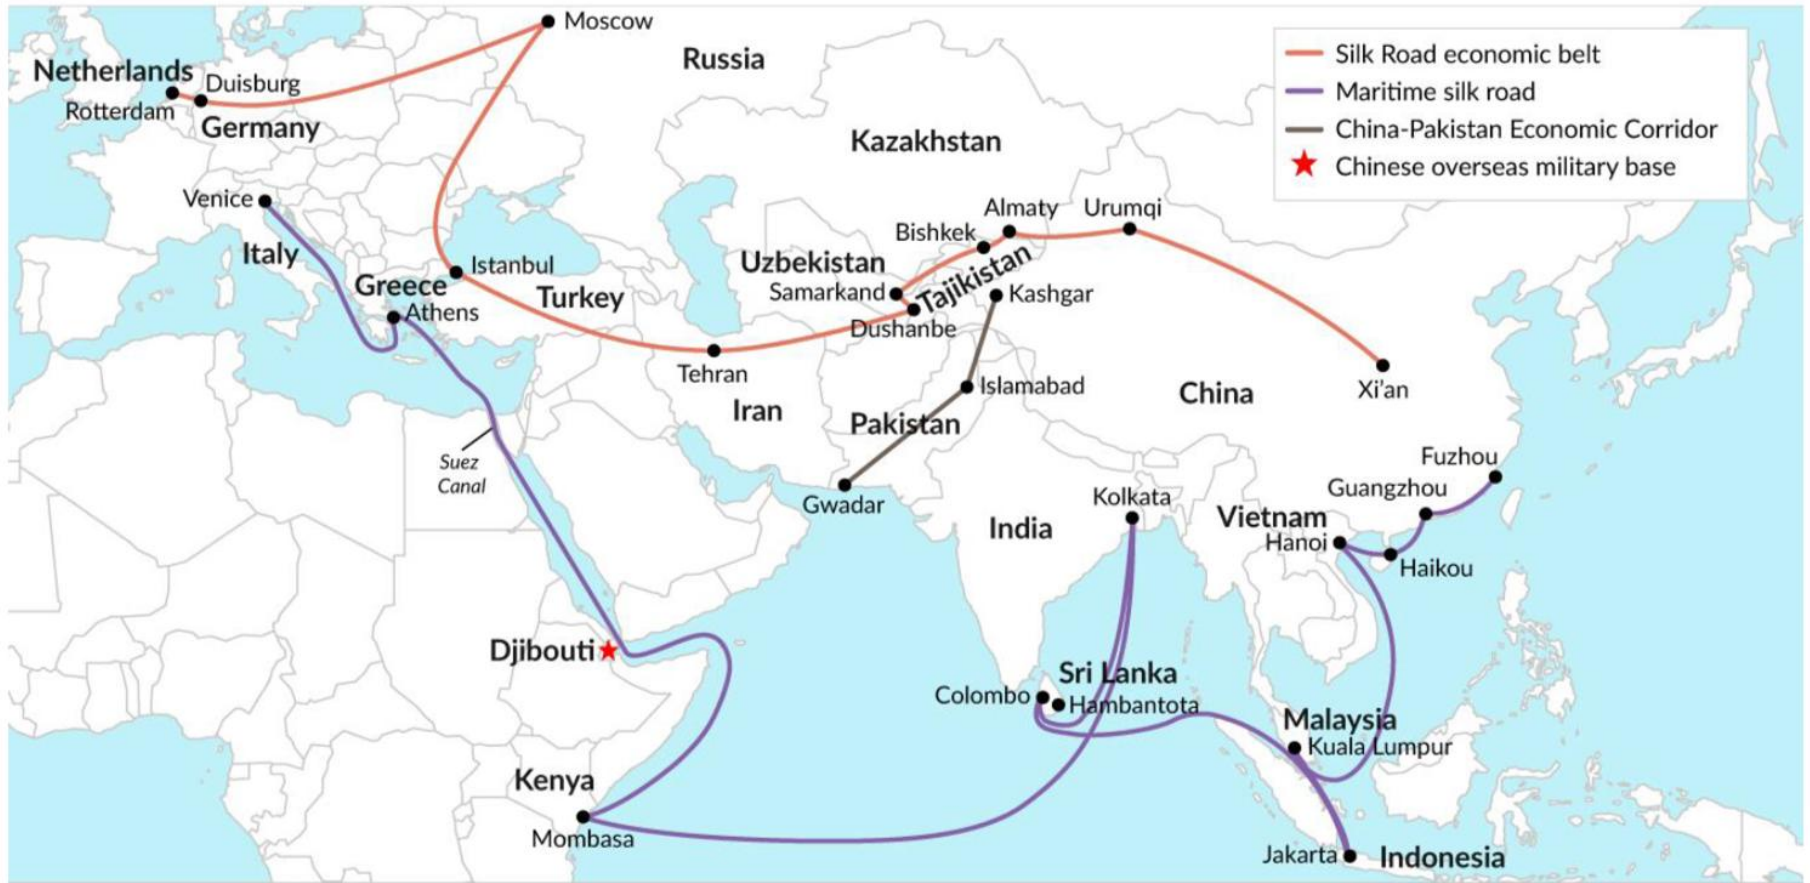 Moscow
Russia
Silk Road economic belt
Maritime silk road
China-Pakistan Economic Corridor
Chinese overseas military base
Netherlands
Duisburg
Rotterdam
Germany
Kazakhstan
Venice
Almaty
Urumqi
Bishkek
Italy
Istanbul
Uzbekistan
Tajikistan
Greece
Turkey
Samarkand
Kashgar
Athens
Dushanbe
Tehran
Islamabad
Xi'an
China
Iran
Pakistan
Suez
Canal
Fuzhou
Gwadar
Kolkata
Guangzhou
India
Vietnam
Hanoi
Haikou
Djibouti
Sri Lanka
Colombo
Hambantota
Malaysia
Kuala Lumpur
Kenya
Mombasa
Jakarta
Indonesia